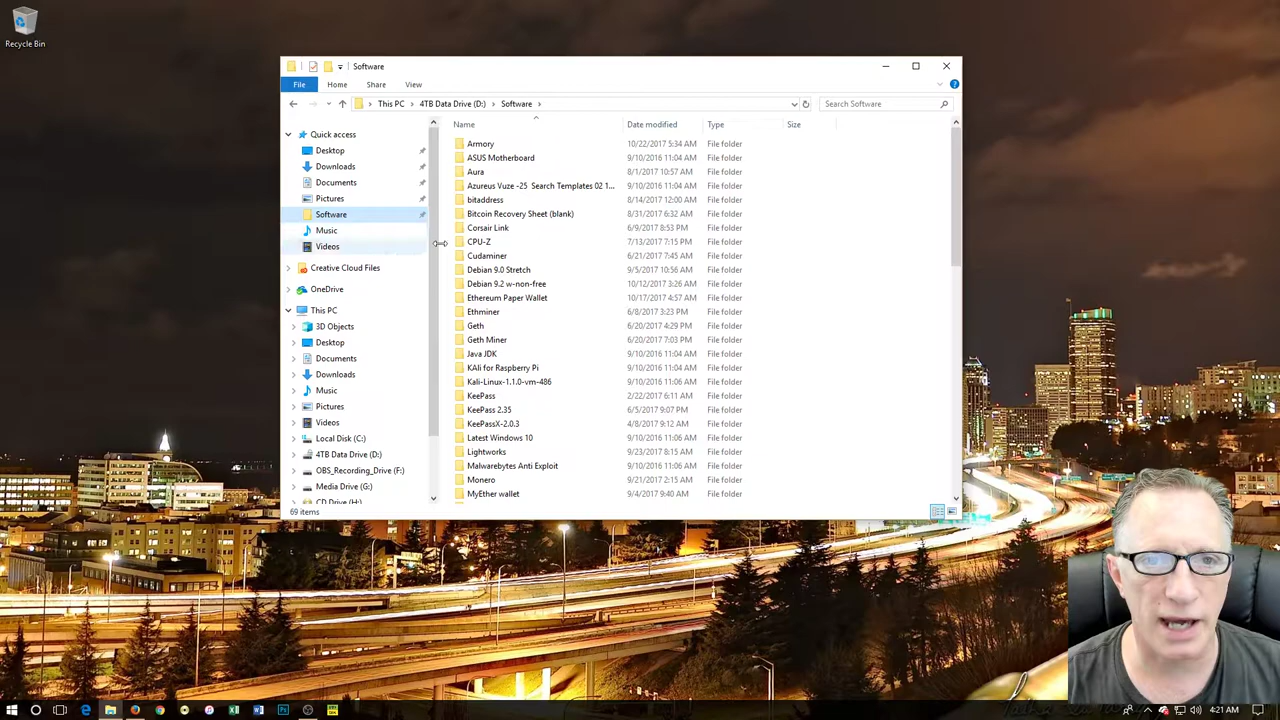 Recycle Bin
Software
File Home Share View
This PC 4TB Data Drive (D:) Software
Search Software
Name Date modified Type Size
Quick access
Desktop
Downloads
Documents
Pictures
Software
Music
Videos
Creative Cloud Files
OneDrive
This PC
3D Objects
Desktop
Documents
Downloads
Music
Pictures
Videos
Local Disk (C:)
4TB Data Drive (D:)
OBS_Recording_Drive (F:)
Media Drive (G:)
CD Drive (H:)
Armory 10/22/2017 5:34 AM File folder
ASUS Motherboard 9/10/2016 11:04 AM File folder
Aura 8/1/2017 10:57 AM File folder
Azureus Vuze -25 Search Templates 02 1... 9/10/2016 11:04 AM File folder
bitaddress 8/14/2017 12:00 AM File folder
Bitcoin Recovery Sheet (blank) 8/31/2017 6:32 AM File folder
Corsair Link 6/9/2017 8:53 PM File folder
CPU-Z 7/13/2017 7:15 PM File folder
Cudaminer 6/21/2017 7:45 AM File folder
Debian 9.0 Stretch 9/5/2017 10:56 AM File folder
Debian 9.2 w-non-free 10/12/2017 3:26 AM File folder
Ethereum Paper Wallet 10/17/2017 4:57 AM File folder
Ethminer 6/8/2017 3:23 PM File folder
Geth 6/20/2017 4:29 PM File folder
Geth Miner 6/20/2017 7:03 PM File folder
Java JDK 9/10/2016 11:04 AM File folder
KAli for Raspberry Pi 9/10/2016 11:04 AM File folder
Kali-Linux-1.1.0-vm-486 9/10/2016 11:06 AM File folder
KeePass 2/22/2017 6:11 AM File folder
KeePass 2.35 6/5/2017 9:07 PM File folder
KeePassX-2.0.3 4/8/2017 9:12 AM File folder
Latest Windows 10 9/10/2016 11:06 AM File folder
Lightworks 9/23/2017 8:15 AM File folder
Malwarebytes Anti Exploit 9/10/2016 11:06 AM File folder
Monero 9/21/2017 2:15 AM File folder
MyEther wallet 9/4/2017 9:40 AM File folder
69 items
4:21 AM